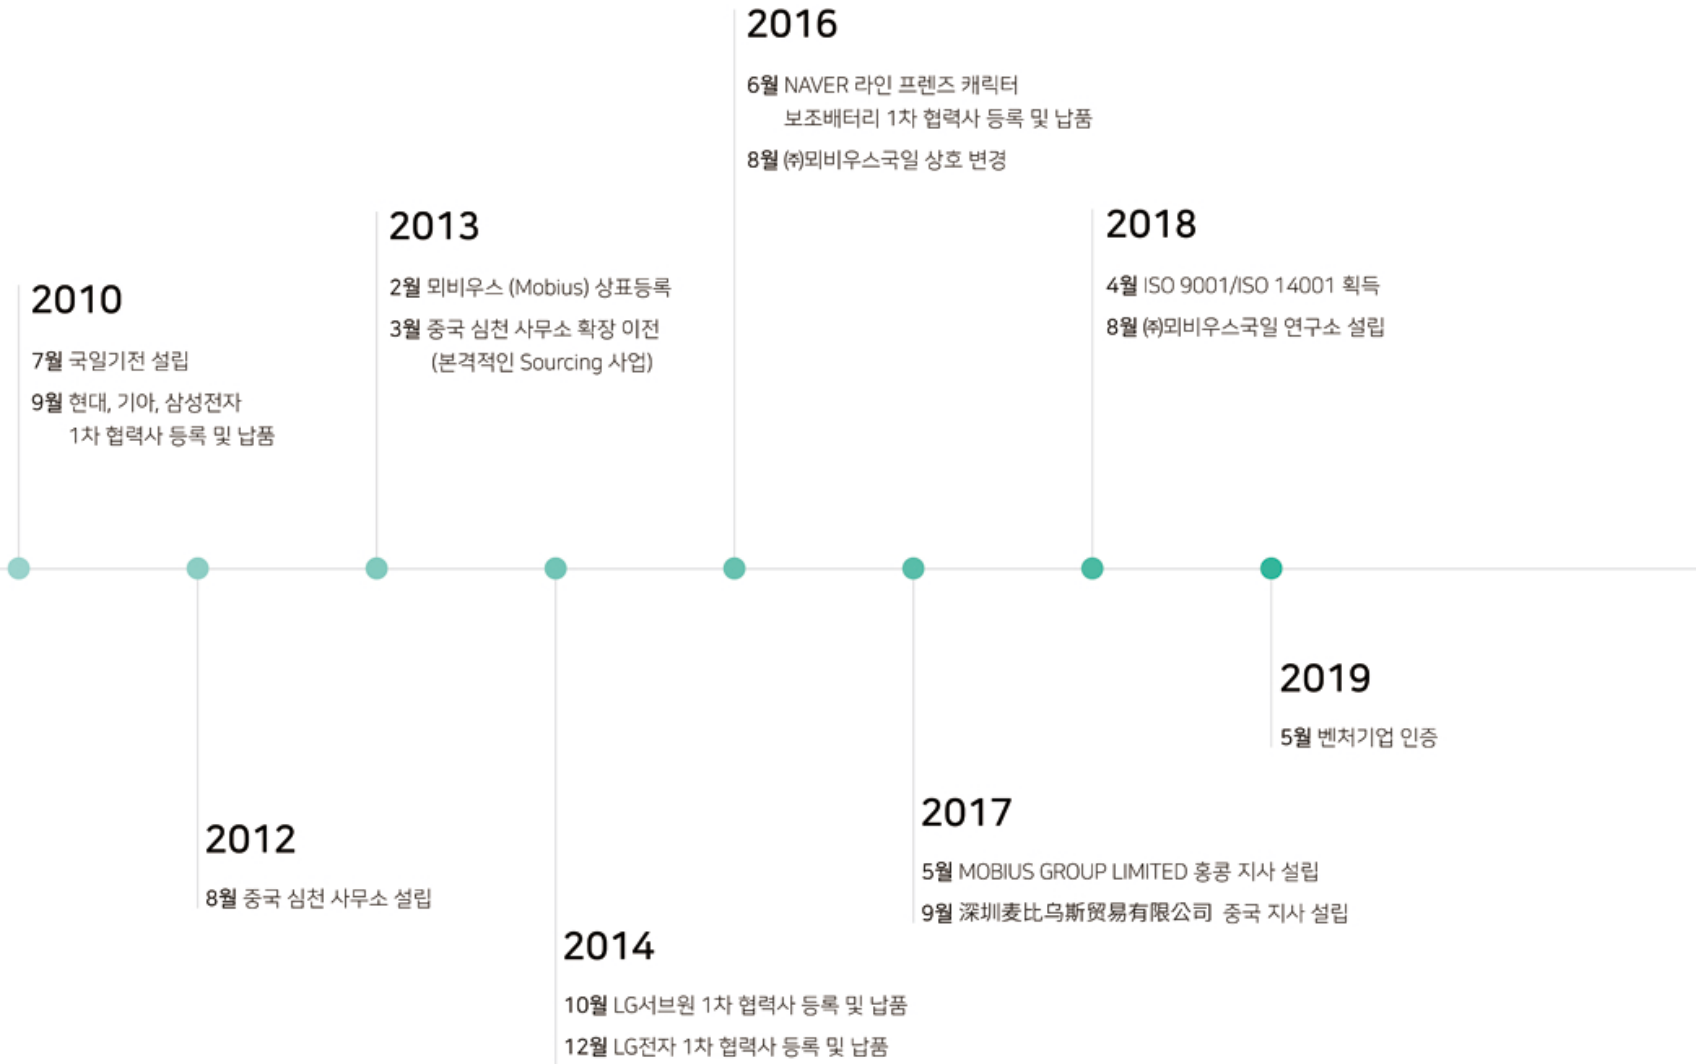 2010
7월 국일기전 설립
9월 현대, 기아, 삼성전자
1차 협력사 등록 및 납품
2012
8월 중국 심천 사무소 설립
2013
2월 뫼비우스 (Mobius) 상표등록
3월 중국 심천 사무소 확장 이전
(본격적인 Sourcing 사업)
2014
10월 LG서브원 1차 협력사 등록 및 납품
12월 LG전자 1차 협력사 등록 및 납품
2016
6월 NAVER 라인 프렌즈 캐릭터
보조배터리 1차 협력사 등록 및 납품
8월 ㈜뫼비우스국일 상호 변경
2017
5월 MOBIUS GROUP LIMITED 홍콩 지사 설립
9월 深圳麦比乌斯贸易有限公司 중국 지사 설립
2018
4월 ISO 9001/ISO 14001 획득
8월 ㈜뫼비우스국일 연구소 설립
2019
5월 벤처기업 인증